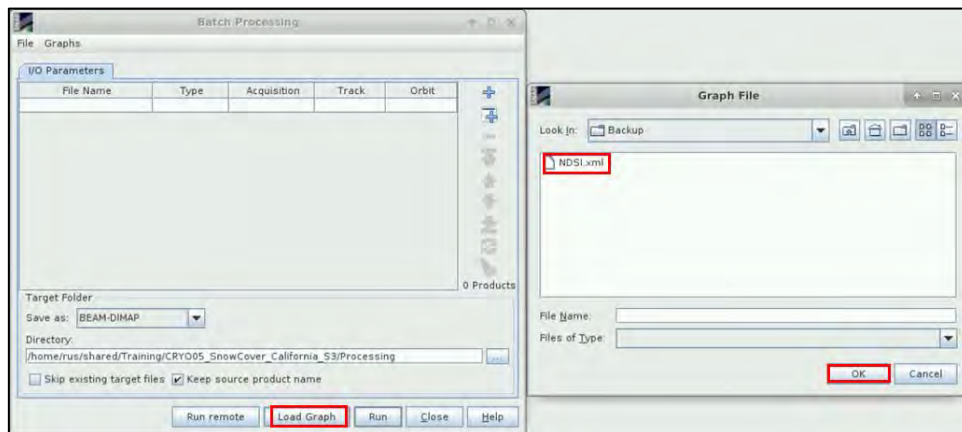 Batch Processing
File Graphs
I/O Parameters
File Name Type Acquisition Track Orbit
0 Products
Target Folder
Save as: BEAM-DIMAP
Directory:
/home/rus/shared/Training/CRYO05_SnowCover_California_S3/Processing
Skip existing target files Keep source product name
Run remote Load Graph Run Close Help
Graph File
Look In: Backup
NDSI.xml
File Name:
Files of Type:
OK Cancel